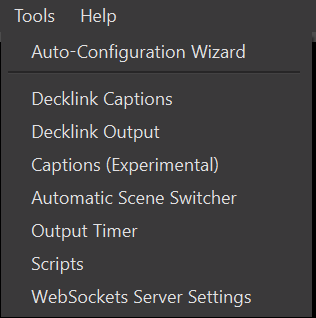 Tools Help
Auto-Configuration Wizard
Decklink Captions
Decklink Output
Captions (Experimental)
Automatic Scene Switcher
Output Timer
Scripts
WebSockets Server Settings